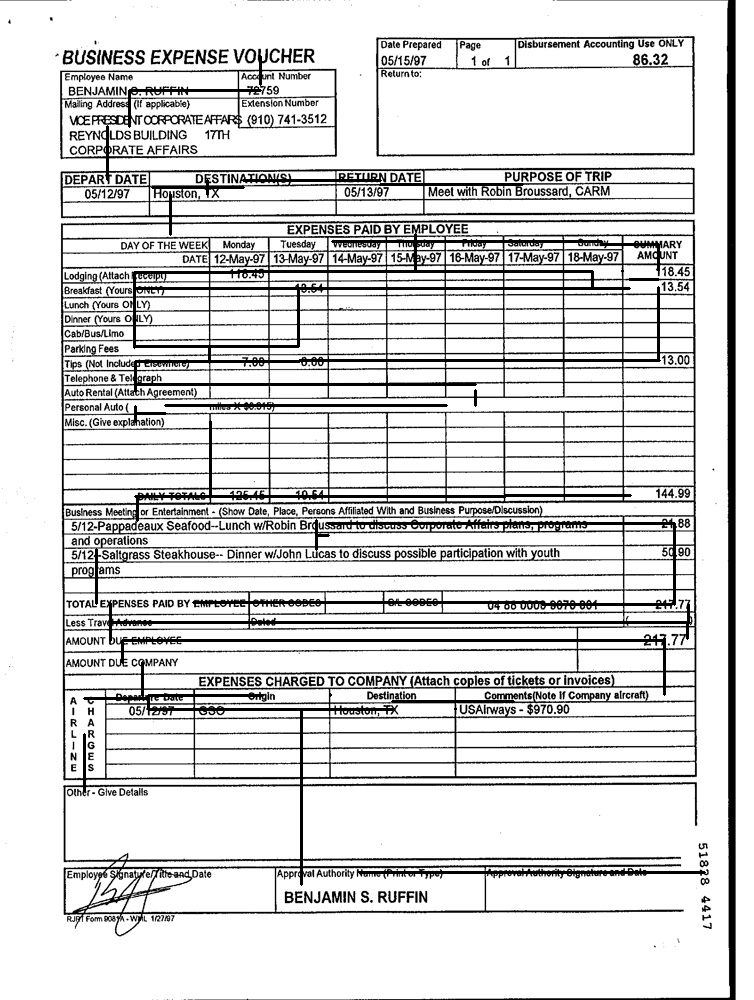 BUSINESS EXPENSE VOUCHER
Date Prepared Page Disbursement Accounting Use ONLY
05/15/97 1 of 1 86.32
Return to:
Employee Name Account Number
BENJAMIN S. RUFFIN 72759
Mailing Address (If applicable) Extension Number
VICE PRESIDENT CORPORATE AFFAIRS (910) 741-3512
REYNOLDS BUILDING 17TH
CORPORATE AFFAIRS
DEPART DATE DESTINATION(S) RETURN DATE PURPOSE OF TRIP
05/12/97 Houston, TX 05/13/97 Meet with Robin Broussard, CARM
EXPENSES PAID BY EMPLOYEE
DAY OF THE WEEK Monday Tuesday Wednesday Thursday Friday Saturday Sunday SUMMARY
DATE 12-May-97 13-May-97 14-May-97 15-May-97 16-May-97 17-May-97 18-May-97 AMOUNT
Lodging (Attach receipt) 118.45 18.45
Breakfast (Yours ONLY) 13.54 13.54
Lunch (Yours ONLY)
Dinner (Yours ONLY)
Cab/Bus/Limo
Parking Fees
Tips (Not Included Elsewhere) 7.00 6.00 13.00
Telephone & Telegraph
Auto Rental (Attach Agreement)
Personal Auto ( miles X $0.315)
Misc. (Give explanation)
DAILY TOTALS 125.45 19.54 144.99
Business Meeting or Entertainment - (Show Date, Place, Persons Affiliated With and Business Purpose/Discussion)
5/12-Pappadeaux Seafood--Lunch w/Robin Broussard to discuss Corporate Affairs plans, programs 21.88
and operations
5/12-Saltgrass Steakhouse-- Dinner w/John Lucas to discuss possible participation with youth 50.90
programs
TOTAL EXPENSES PAID BY EMPLOYEE OTHER CODES G/L CODES 217.77
Less Travel Advance Dated ( )
AMOUNT DUE EMPLOYEE 217.77
AMOUNT DUE COMPANY
EXPENSES CHARGED TO COMPANY (Attach copies of tickets or invoices)
AIRLINE CHARGES
Departure Date Origin Destination Comments(Note If Company aircraft)
05/12/97 GSO Houston, TX USAirways - $970.90
Other - Give Details
Employee Signature/Title and Date Approval Authority Name (Print or Type) Approval Authority Signature and Date
BENJAMIN S. RUFFIN
RJRT Form 9081A - W/HL 1/27/97
51828 4417